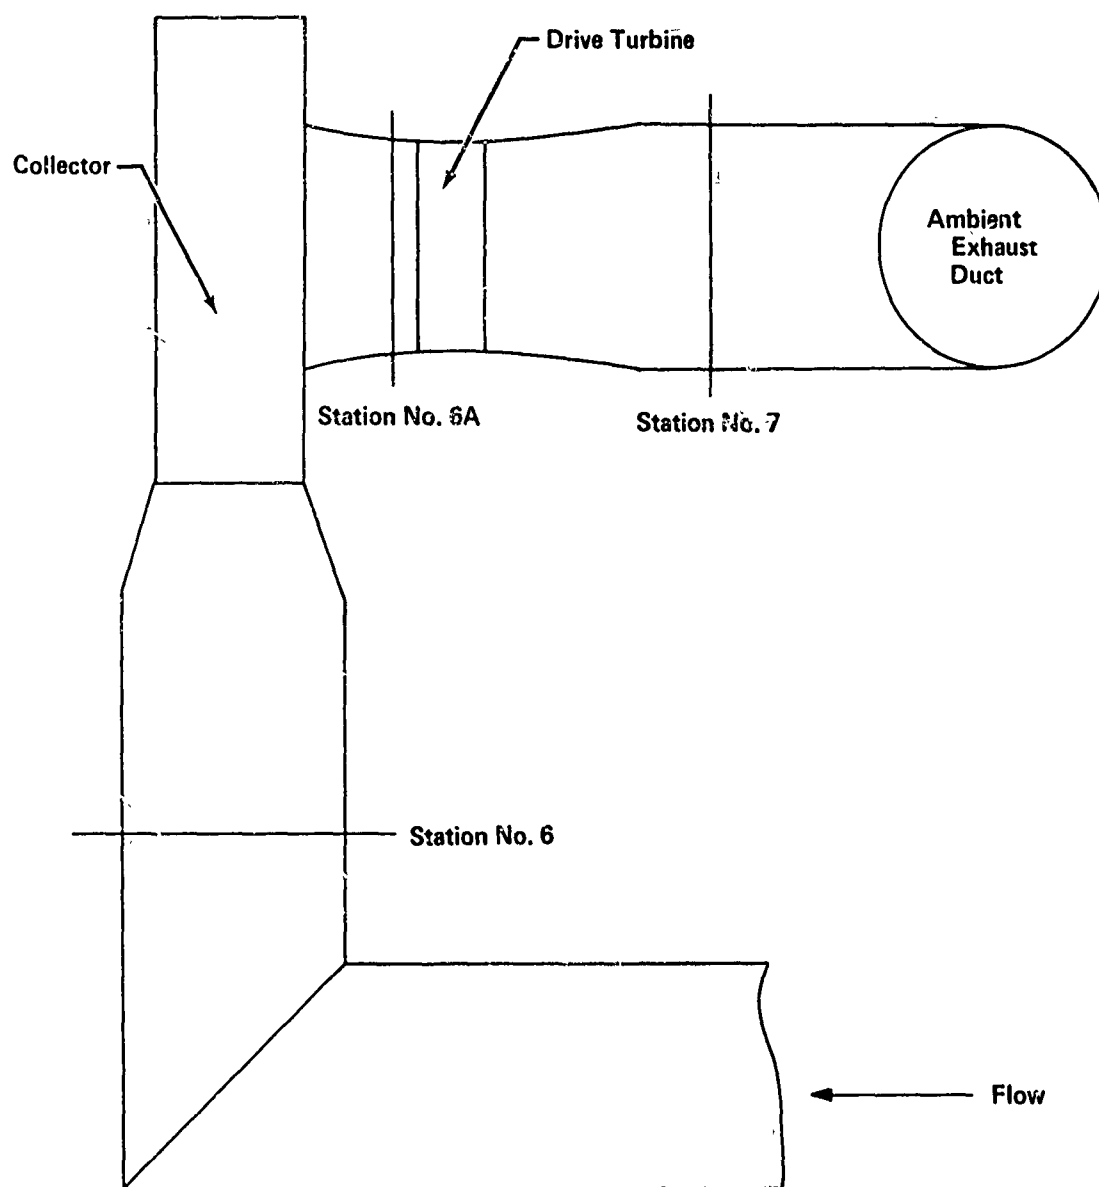 Drive Turbine
Collector
Ambient
Exhaust
Duct
Station No. 6A
Station No. 7
Station No. 6
Flow